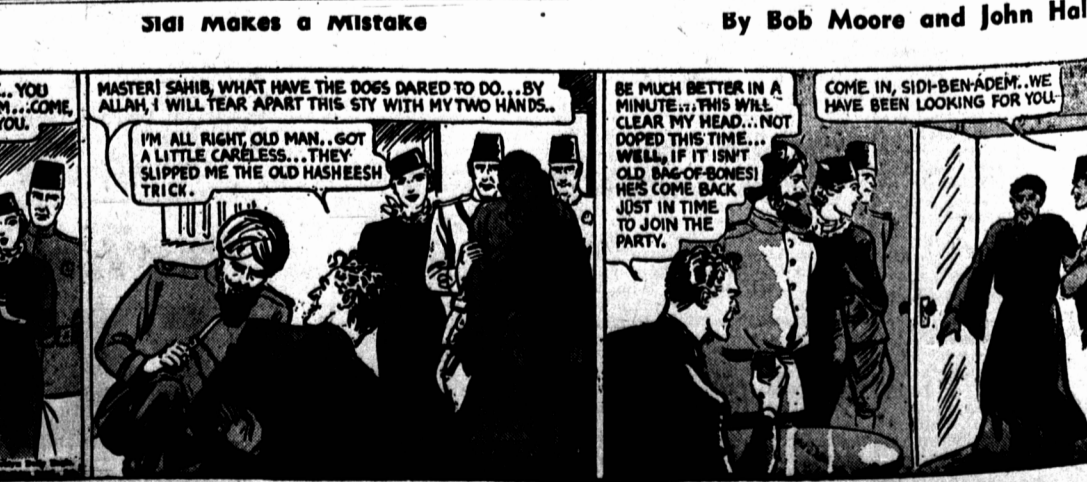 Sidi Makes a Mistake
By Bob Moore and John Hal
.. YOU
M...COME,
YOU.
MASTER! SAHIB, WHAT HAVE THE DOGS DARED TO DO...BY
ALLAH, I WILL TEAR APART THIS STY WITH MY TWO HANDS..
I'M ALL RIGHT, OLD MAN..GOT
A LITTLE CARELESS...THEY
SLIPPED ME THE OLD HASHEESH
TRICK.
BE MUCH BETTER IN A
MINUTE...THIS WILL
CLEAR MY HEAD...NOT
DOPED THIS TIME...
WELL, IF IT ISN'T
OLD BAG-OF-BONES!
HE'S COME BACK
JUST IN TIME
TO JOIN THE
PARTY.
COME IN, SIDI-BEN-ADEM..WE
HAVE BEEN LOOKING FOR YOU-